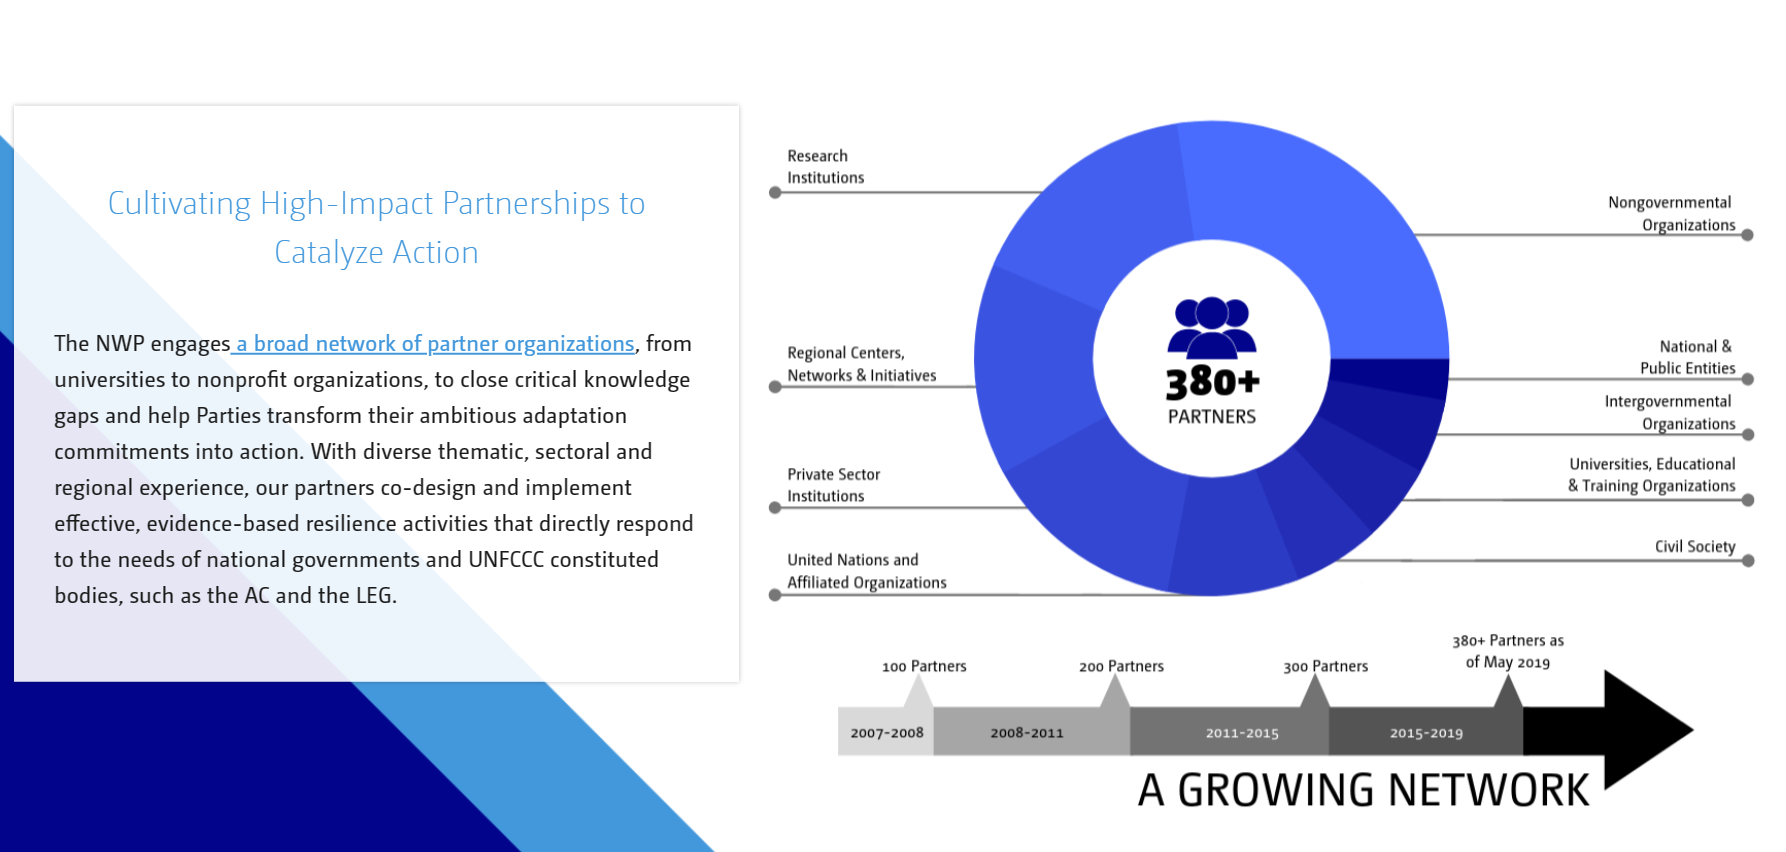 Cultivating High-Impact Partnerships to
Catalyze Action
The NWP engages a broad network of partner organizations, from
universities to nonprofit organizations, to close critical knowledge
gaps and help Parties transform their ambitious adaptation
commitments into action. With diverse thematic, sectoral and
regional experience, our partners co-design and implement
effective, evidence-based resilience activities that directly respond
to the needs of national governments and UNFCCC constituted
bodies, such as the AC and the LEG.
Research
Institutions
Regional Centers,
Networks & Initiatives
Private Sector
Institutions
United Nations and
Affiliated Organizations
380+
PARTNERS
Nongovernmental
Organizations
National &
Public Entities
Intergovernmental
Organizations
Universities, Educational
& Training Organizations
Civil Society
100 Partners
200 Partners
300 Partners
380+ Partners as
of May 2019
2007-2008
2008-2011
2011-2015
2015-2019
A GROWING NETWORK